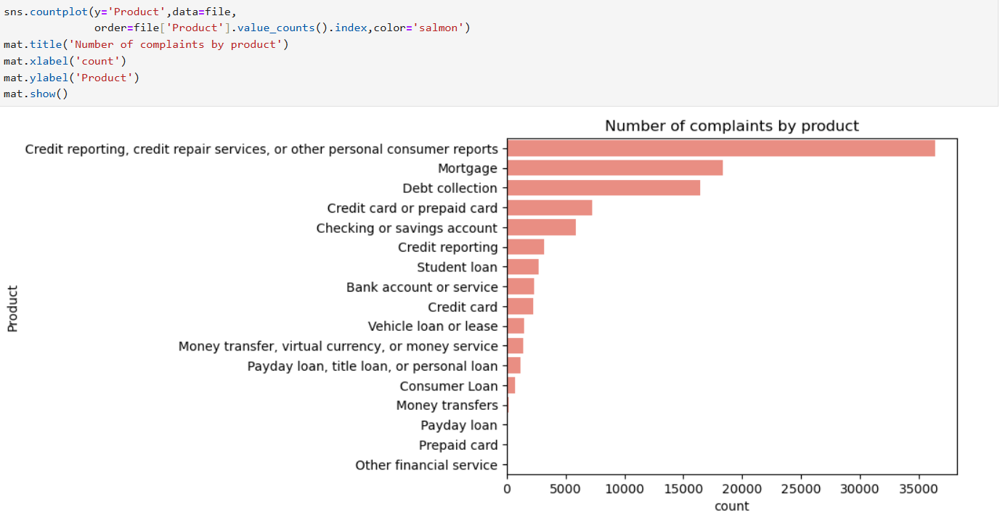 sns.countplot(y='Product',data=file,
order=file['Product'].value_counts().index,color='salmon')
mat.title('Number of complaints by product')
mat.xlabel('count')
mat.ylabel('Product')
mat.show()
Number of complaints by product
Credit reporting, credit repair services, or other personal consumer reports
Mortgage
Debt collection
Credit card or prepaid card
Checking or savings account
Credit reporting
Student loan
Bank account or service
Credit card
Vehicle loan or lease
Money transfer, virtual currency, or money service
Payday loan, title loan, or personal loan
Consumer Loan
Money transfers
Payday loan
Prepaid card
Other financial service
Product
0 5000 10000 15000 20000 25000 30000 35000
count